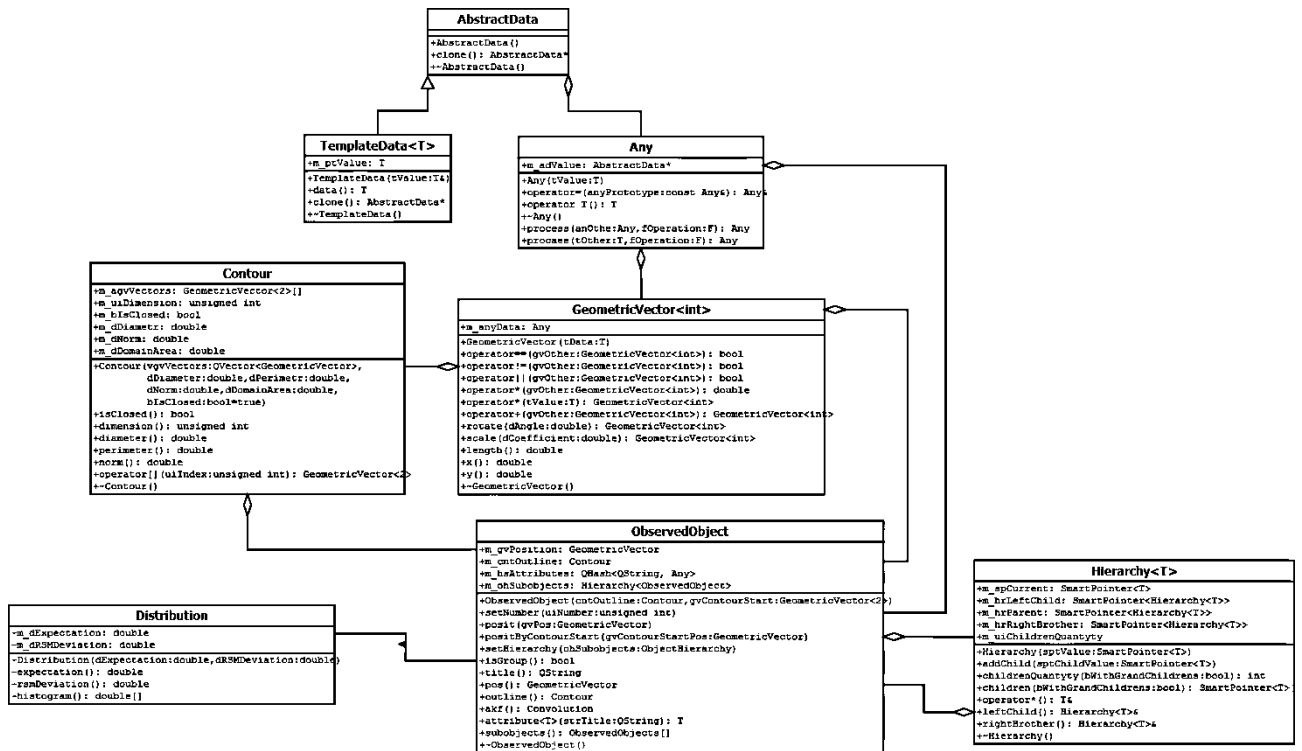 AbstractData
+AbstractData()
+clone(): AbstractData*
+~AbstractData()
TemplateData<T>
+m_ptValue: T
+TemplateData(tValue:T&)
+data(): T
+clone(): AbstractData*
+~TemplateData()
Any
+m_adValue: AbstractData*
+Any(tValue:T)
+operator=(anyPrototype:const Any&): Any&
+operator T(): T
+~Any()
+process(anOthe:Any,fOperation:F): Any
+process(tOther:T,fOperation:F): Any
Contour
+m_agvVectors: GeometricVector<2>[]
+m_uiDimension: unsigned int
+m_bIsClosed: bool
+m_dDiametr: double
+m_dNorm: double
+m_dDomainArea: double
+Contour(vgvVectors:QVector<GeometricVector>,
dDiameter:double,dPerimetr:double,
dNorm:double,dDomainArea:double,
bIsClosed:bool=true)
+isClosed(): bool
+dimension(): unsigned int
+diameter(): double
+perimeter(): double
+norm(): double
+operator[](uiIndex:unsigned int): GeometricVector<2>
+~Contour()
GeometricVector<int>
+m_anyData: Any
+GeometricVector(tData:T)
+operator==(gvOther:GeometricVector<int>): bool
+operator!=(gvOther:GeometricVector<int>): bool
+operator||(gvOther:GeometricVector<int>): bool
+operator*(gvOther:GeometricVector<int>): double
+operator*(tValue:T): GeometricVector<int>
+operator+(gvOther:GeometricVector<int>): GeometricVector<int>
+rotate(dAngle:double): GeometricVector<int>
+scale(dCoefficient:double): GeometricVector<int>
+length(): double
+x(): double
+y(): double
+~GeometricVector()
ObservedObject
+m_gvPosition: GeometricVector
+m_cntOutline: Contour
+m_hsAttributes: QHash<QString, Any>
+m_ohSubobjects: Hierarchy<ObservedObject>
+ObservedObject(cntOutline:Contour,gvContourStart:GeometricVector<2>)
+setNumber(uiNumber:unsigned int)
+posit(gvPos:GeometricVector)
+positByContourStart(gvContourStartPos:GeometricVector)
+setHierarchy(ohSubobjects:ObjectHierarchy)
+isGroup(): bool
+title(): QString
+pos(): GeometricVector
+outline(): Contour
+akf(): Convolution
+attribute<T>(strTitle:QString): T
+subobjects(): ObservedObjects[]
+~ObservedObject()
Distribution
-m_dExpectation: double
-m_dRSMDeviation: double
-Distribution(dExpectation:double,dRSMDeviation:double)
-expectation(): double
-rsmDeviation(): double
-histogram(): double[]
Hierarchy<T>
+m_spCurrent: SmartPointer<T>
+m_hrLeftChild: SmartPointer<Hierarchy<T>>
+m_hrParent: SmartPointer<Hierarchy<T>>
+m_hrRightBrother: SmartPointer<Hierarchy<T>>
+m_uiChildrenQuantyty
+Hierarchy(sptValue:SmartPointer<T>)
+addChild(sptChildValue:SmartPointer<T>)
+childrenQuantyty(bWithGrandChildrens:bool): int
+children(bWithGrandChildrens:bool): SmartPointer<T>[]
+operator*(): T&
+leftChild(): Hierarchy<T>&
+rightBrother(): Hierarchy<T>&
+~Hierarchy()